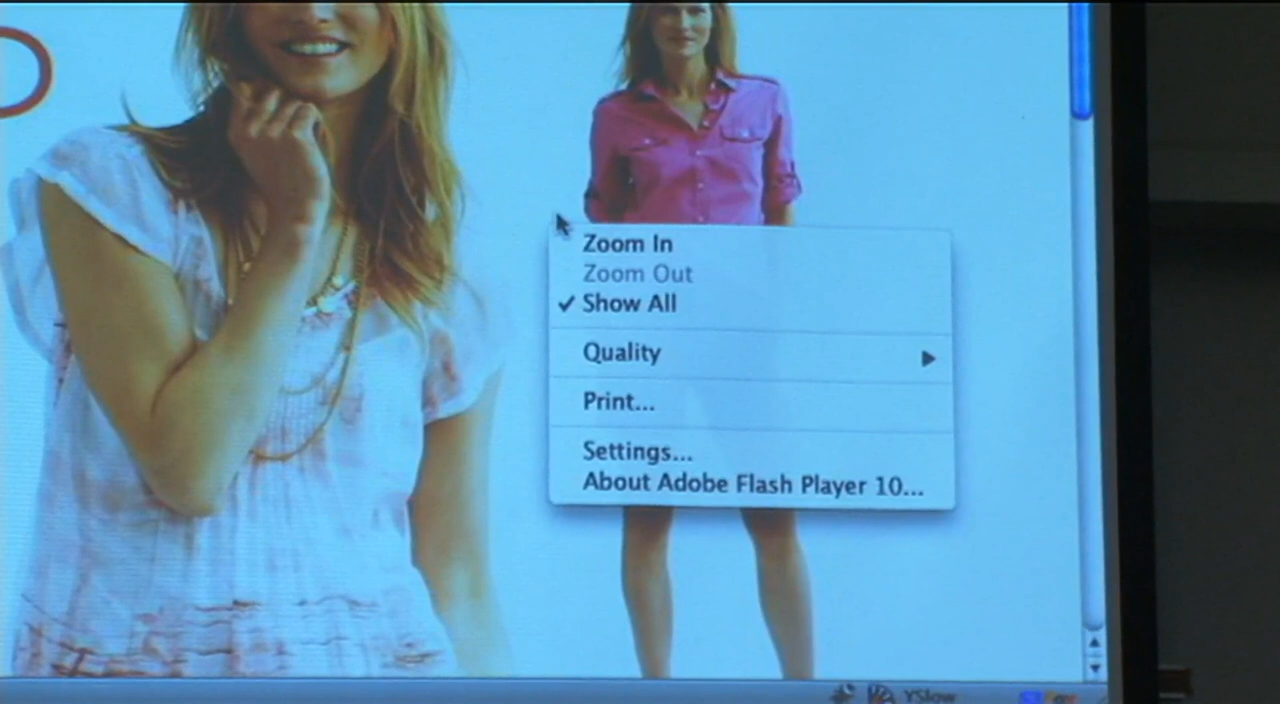 Zoom In
Zoom Out
Show All
Quality
Print...
Settings...
About Adobe Flash Player 10...
YSlow